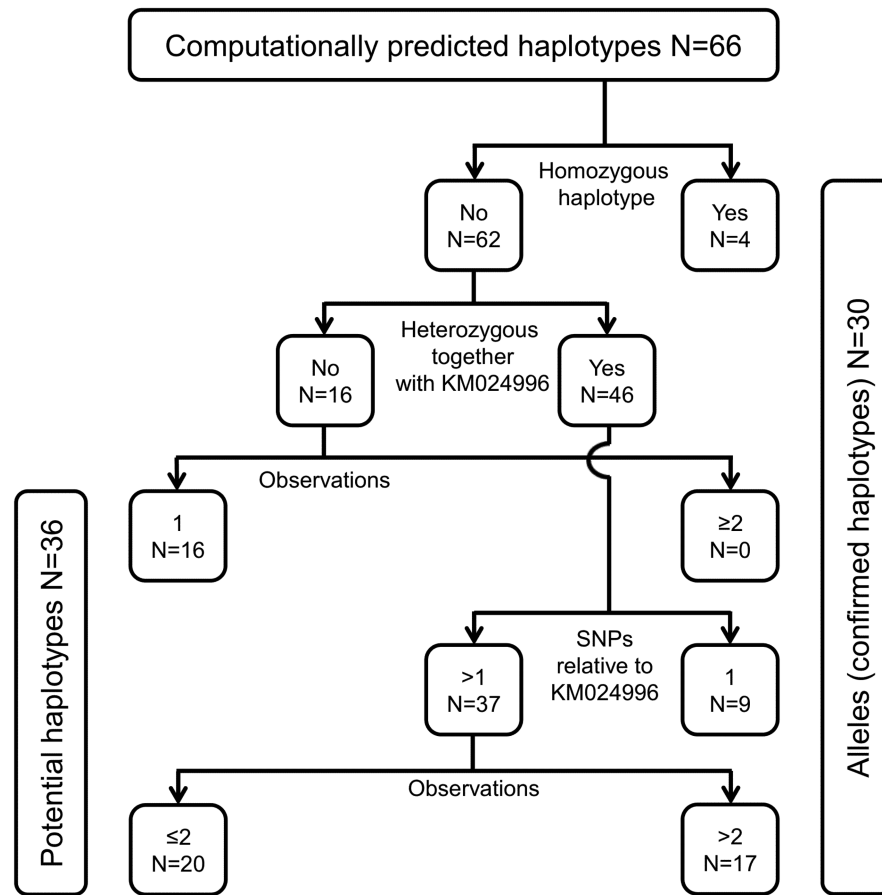 Computationally predicted haplotypes N=66
Homozygous
haplotype
No
N=62
Yes
N=4
Heterozygous
together
with KM024996
No
N=16
Yes
N=46
Observations
1
N=16
≥2
N=0
SNPs
relative to
KM024996
>1
N=37
1
N=9
Observations
≤2
N=20
>2
N=17
Potential haplotypes N=36
Alleles (confirmed haplotypes) N=30